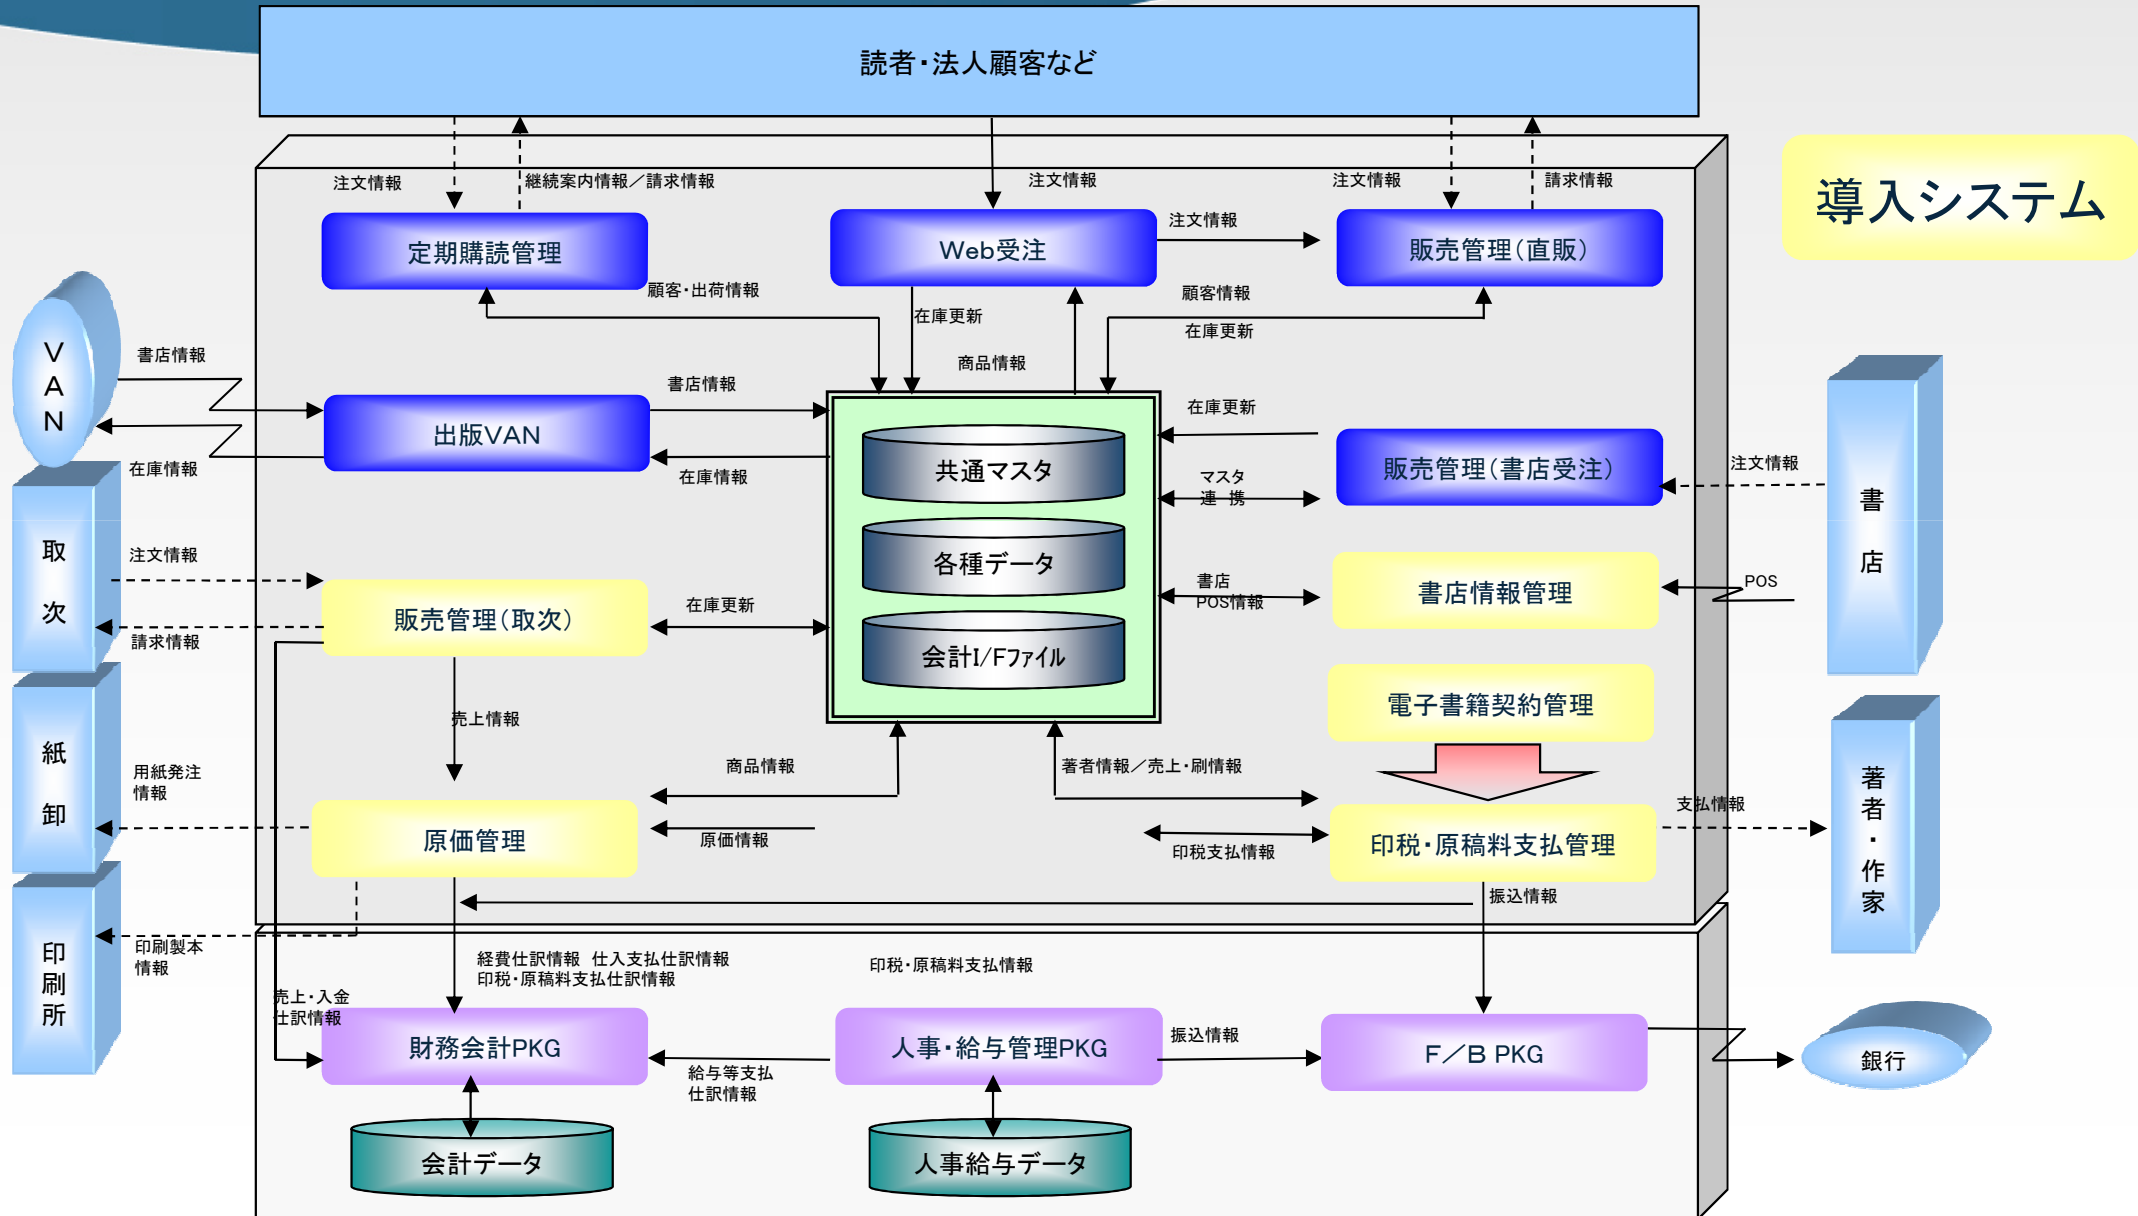 読者・法人顧客など
導入システム
注文情報
継続案内情報／請求情報
注文情報
注文情報
請求情報
定期購読管理
Web受注
注文情報
販売管理(直販)
顧客・出荷情報
在庫更新
商品情報
顧客情報
在庫更新
VAN
書店情報
在庫情報
出版VAN
書店情報
在庫情報
共通マスタ
各種データ
会計I/Fファイル
在庫更新
マスタ
連 携
販売管理(書店受注)
注文情報
書店
取次
注文情報
請求情報
販売管理(取次)
在庫更新
書店
POS情報
書店情報管理
POS
電子書籍契約管理
売上情報
紙卸
用紙発注
情報
商品情報
原価情報
原価管理
著者情報／売上・刷情報
印税支払情報
印税・原稿料支払管理
支払情報
著者・作家
振込情報
印刷所
印刷製本
情報
経費仕訳情報 仕入支払仕訳情報
印税・原稿料支払仕訳情報
印税・原稿料支払情報
売上・入金
仕訳情報
財務会計PKG
給与等支払
仕訳情報
人事・給与管理PKG
振込情報
F／B PKG
銀行
会計データ
人事給与データ